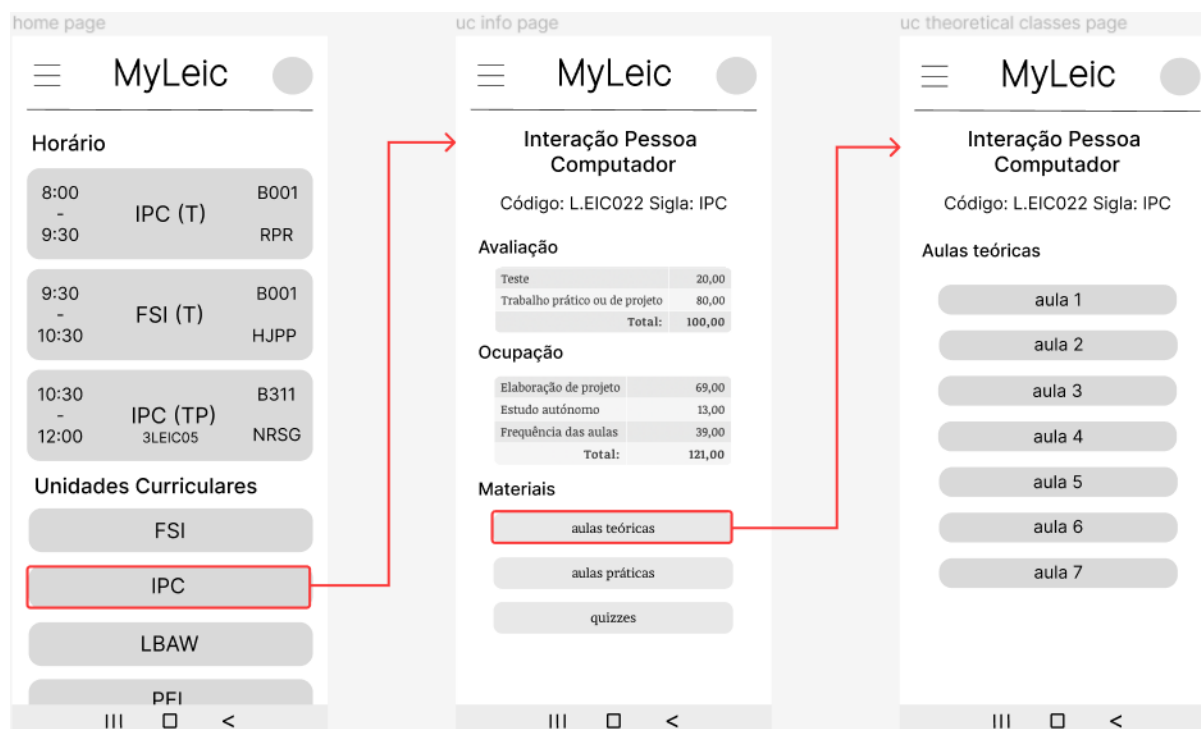 home page
MyLeic
Horário
8:00
-
9:30
IPC (T)
B001
RPR
9:30
-
10:30
FSI (T)
B001
HJPP
10:30
-
12:00
IPC (TP)
3LEIC05
B311
NRSG
Unidades Curriculares
FSI
IPC
LBAW
PFL
uc info page
MyLeic
Interação Pessoa
Computador
Código: L.EIC022 Sigla: IPC
Avaliação
Teste 20,00
Trabalho prático ou de projeto 80,00
Total: 100,00
Ocupação
Elaboração de projeto 69,00
Estudo autónomo 13,00
Frequência das aulas 39,00
Total: 121,00
Materiais
aulas teóricas
aulas práticas
quizzes
uc theoretical classes page
MyLeic
Interação Pessoa
Computador
Código: L.EIC022 Sigla: IPC
Aulas teóricas
aula 1
aula 2
aula 3
aula 4
aula 5
aula 6
aula 7